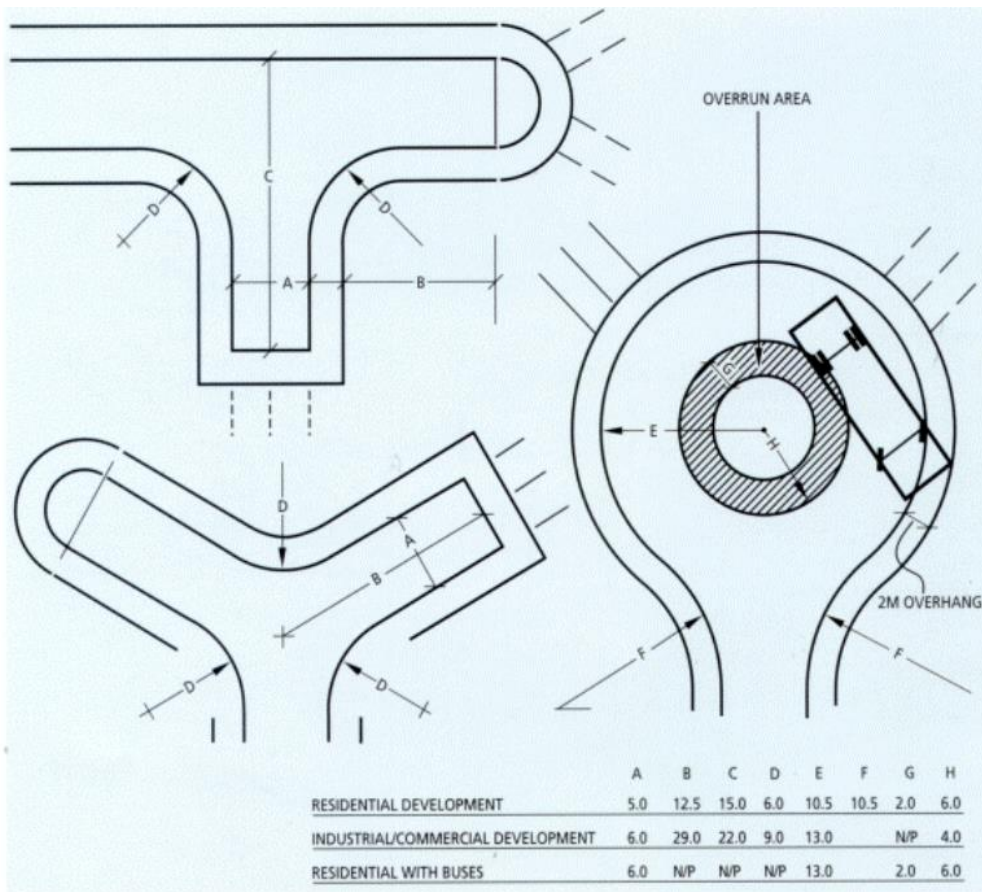 OVERRUN AREA
C
D
D
A
B
G
E
H
D
A
B
2M OVERHANG
F
F
D
D
A B C D E F G H
RESIDENTIAL DEVELOPMENT 5.0 12.5 15.0 6.0 10.5 10.5 2.0 6.0
INDUSTRIAL/COMMERCIAL DEVELOPMENT 6.0 29.0 22.0 9.0 13.0 N/P 4.0
RESIDENTIAL WITH BUSES 6.0 N/P N/P N/P 13.0 2.0 6.0